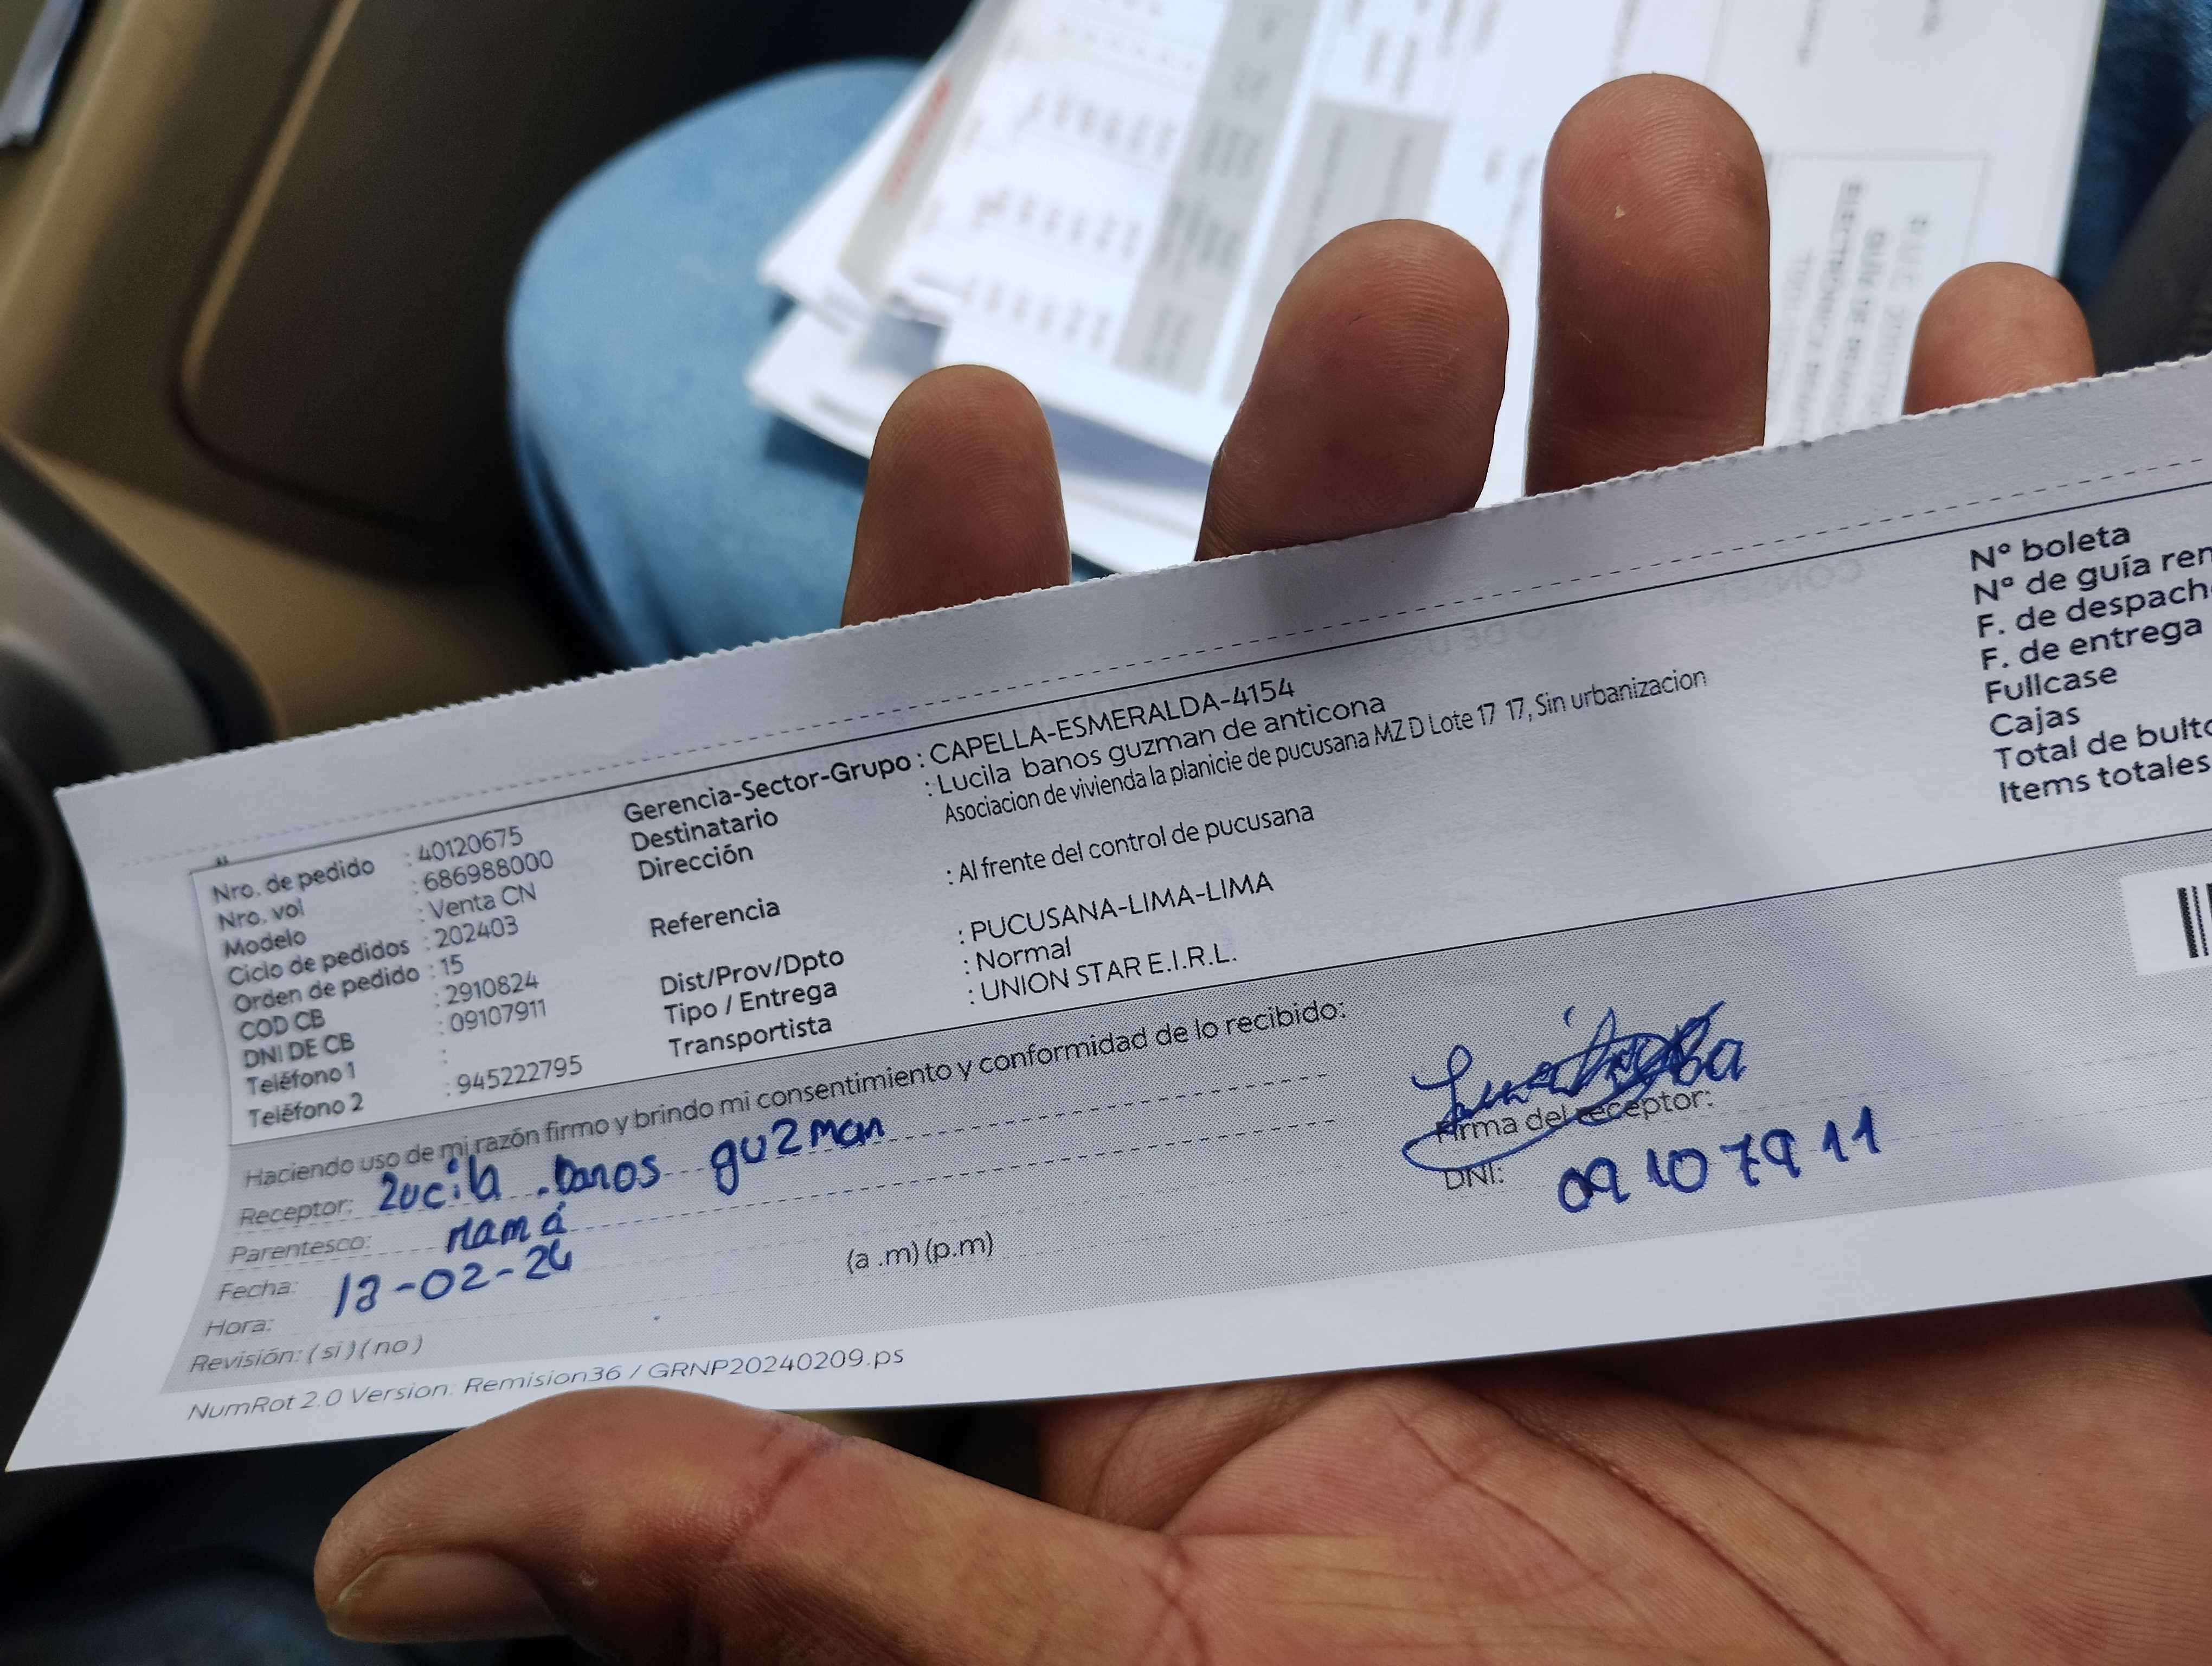 Nro. de pedido : 40120675
Nro. vol : 686988000
Modelo : Venta CN
Ciclo de pedidos : 202403
Orden de pedido : 15
COD CB : 2910824
DNI DE CB : 09107911
Teléfono 1 :
Teléfono 2 : 945222795
Gerencia-Sector-Grupo : CAPELLA-ESMERALDA-4154
Destinatario : Lucila banos guzman de anticona
Dirección Asociacion de vivienda la planicie de pucusana MZ D Lote 17 17, Sin urbanizacion
Referencia : Al frente del control de pucusana
Dist/Prov/Dpto : PUCUSANA-LIMA-LIMA
Tipo / Entrega : Normal
Transportista : UNION STAR E.I.R.L.
N° boleta
N° de guía rem
F. de despacho
F. de entrega
Fullcase
Cajas
Total de bulto
Items totales
Haciendo uso de mi razón firmo y brindo mi consentimiento y conformidad de lo recibido:
Receptor: Lucila banos guzman
Parentesco: Mamá
Fecha: 13-02-24
Hora: (a .m) (p.m)
Revisión: ( si ) ( no )
Firma del receptor:
DNI: 09107911
NumRot 2.0 Version: Remision36 / GRNP20240209.ps